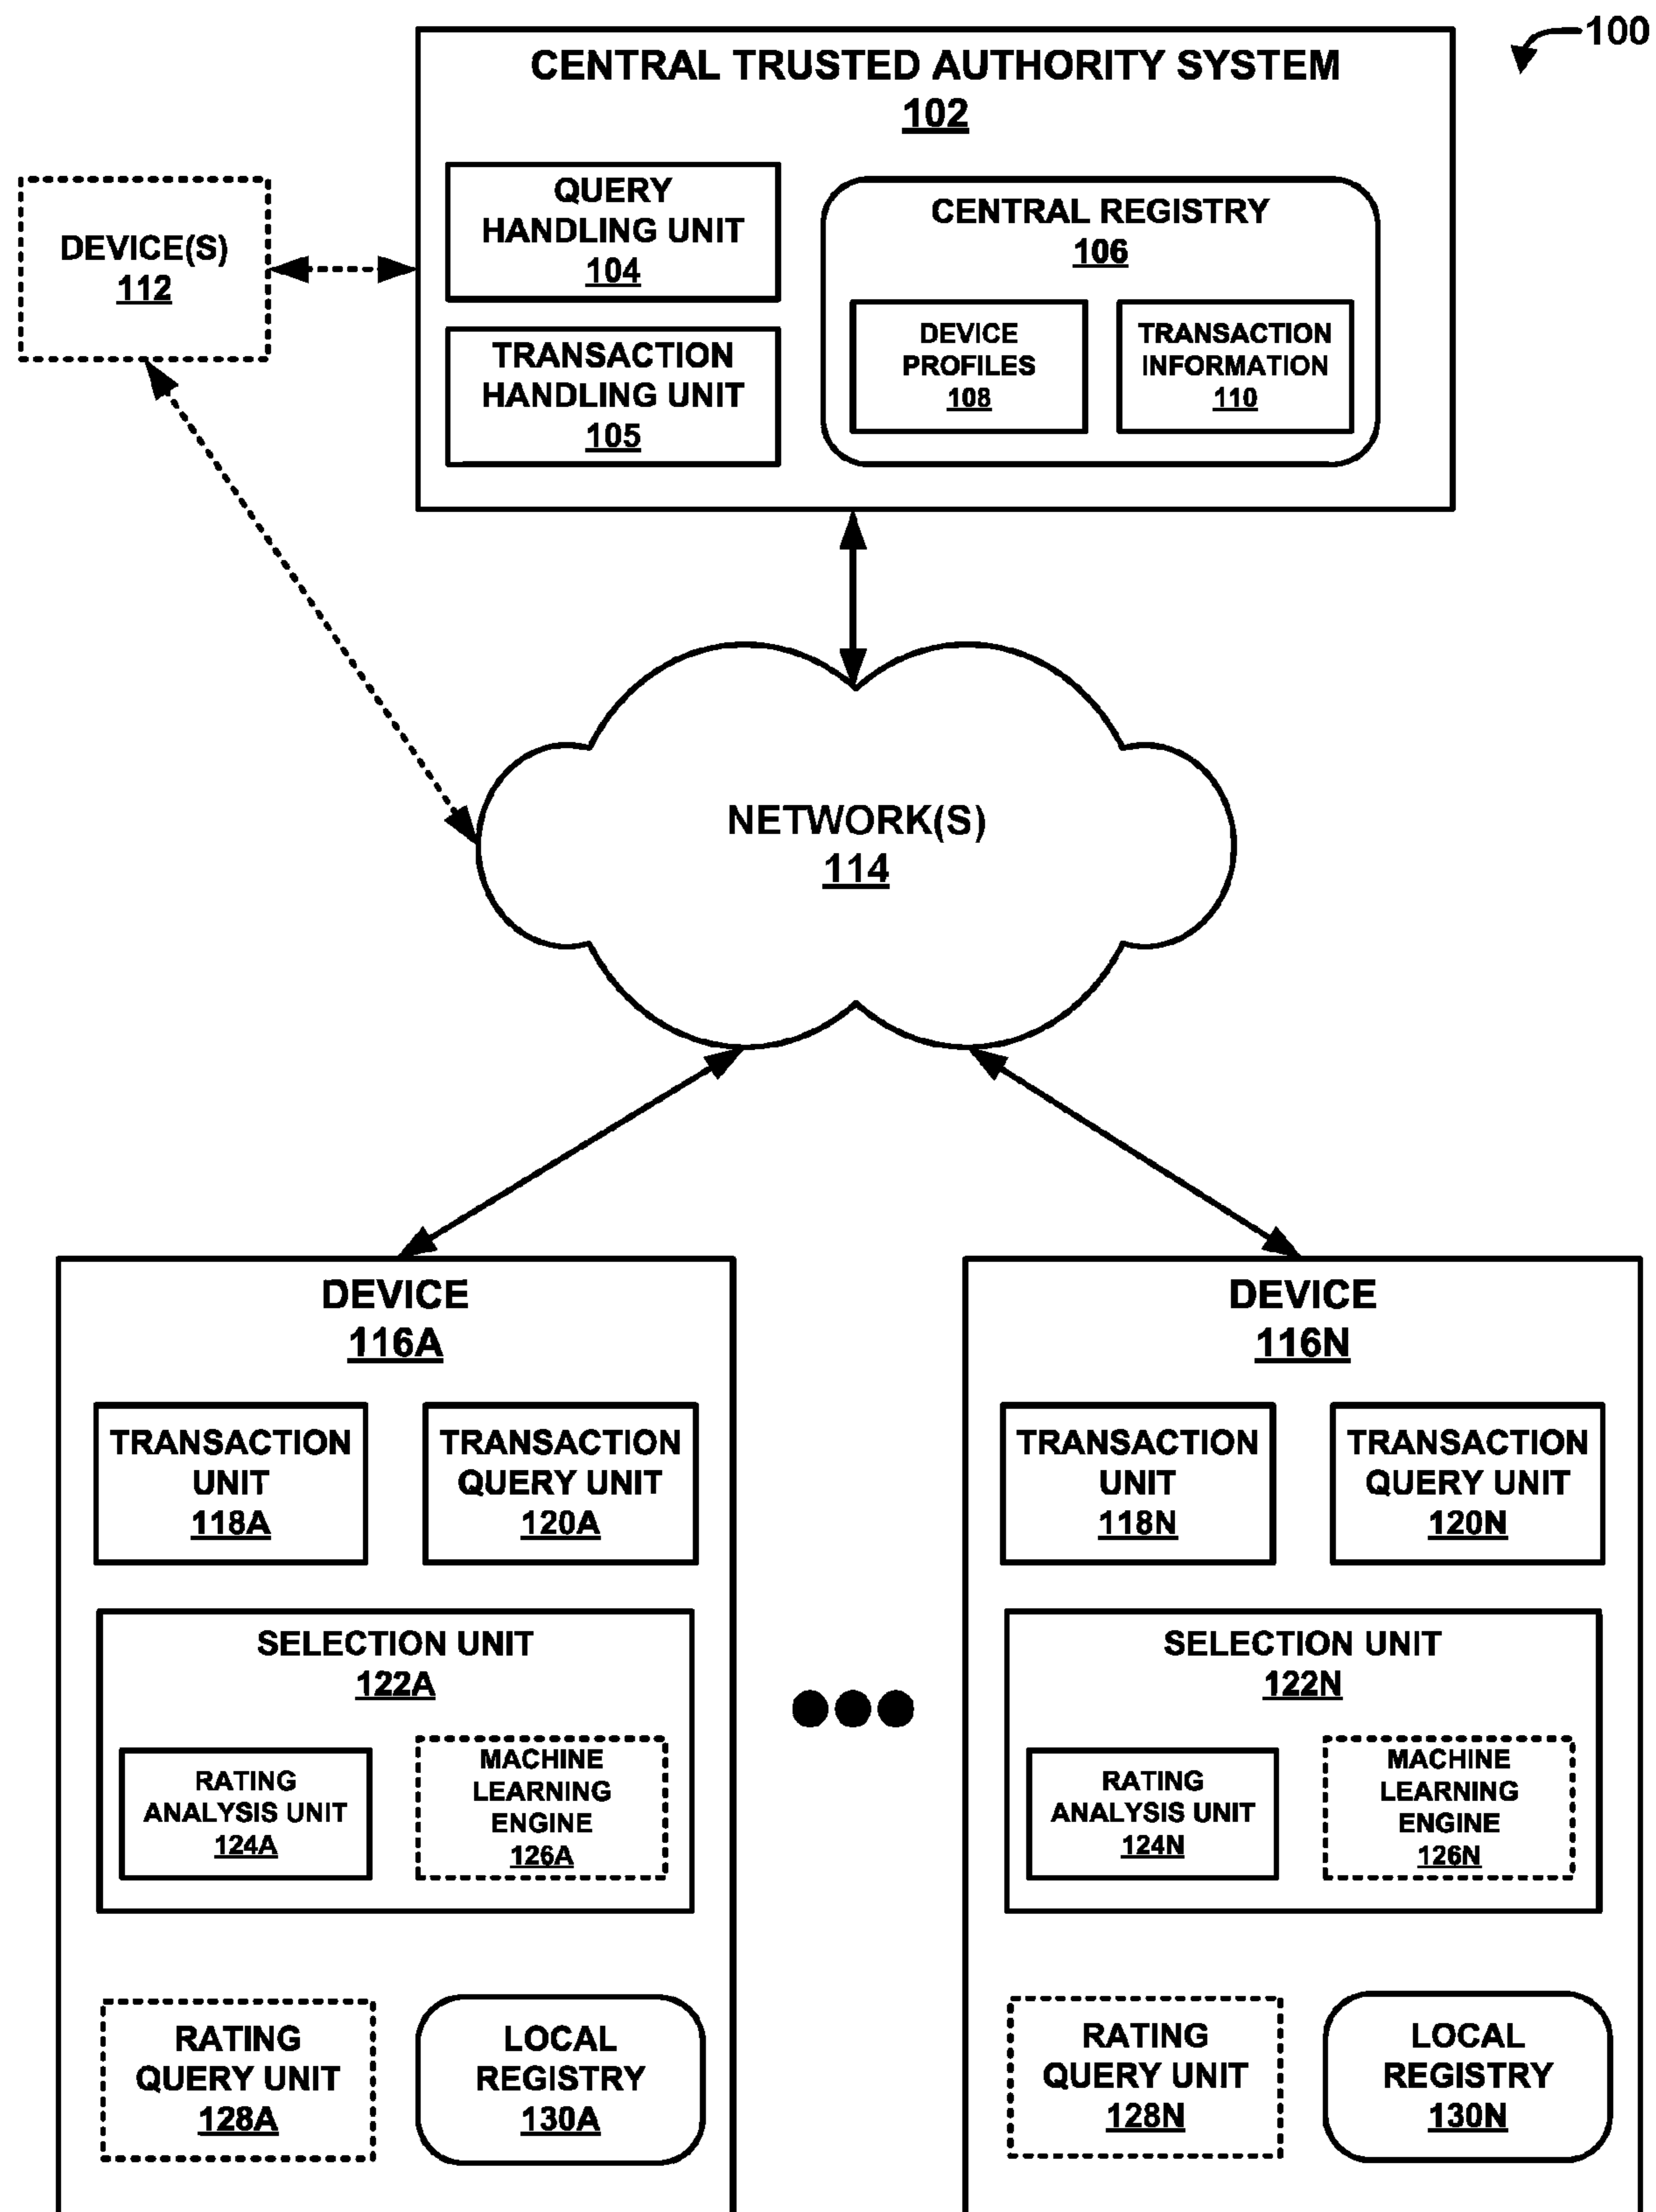 100
CENTRAL TRUSTED AUTHORITY SYSTEM
102
QUERY
HANDLING UNIT
104
TRANSACTION
HANDLING UNIT
105
CENTRAL REGISTRY
106
DEVICE
PROFILES
108
TRANSACTION
INFORMATION
110
DEVICE(S)
112
NETWORK(S)
114
DEVICE
116A
TRANSACTION
UNIT
118A
TRANSACTION
QUERY UNIT
120A
SELECTION UNIT
122A
RATING
ANALYSIS UNIT
124A
MACHINE
LEARNING
ENGINE
126A
RATING
QUERY UNIT
128A
LOCAL
REGISTRY
130A
DEVICE
116N
TRANSACTION
UNIT
118N
TRANSACTION
QUERY UNIT
120N
SELECTION UNIT
122N
RATING
ANALYSIS UNIT
124N
MACHINE
LEARNING
ENGINE
126N
RATING
QUERY UNIT
128N
LOCAL
REGISTRY
130N